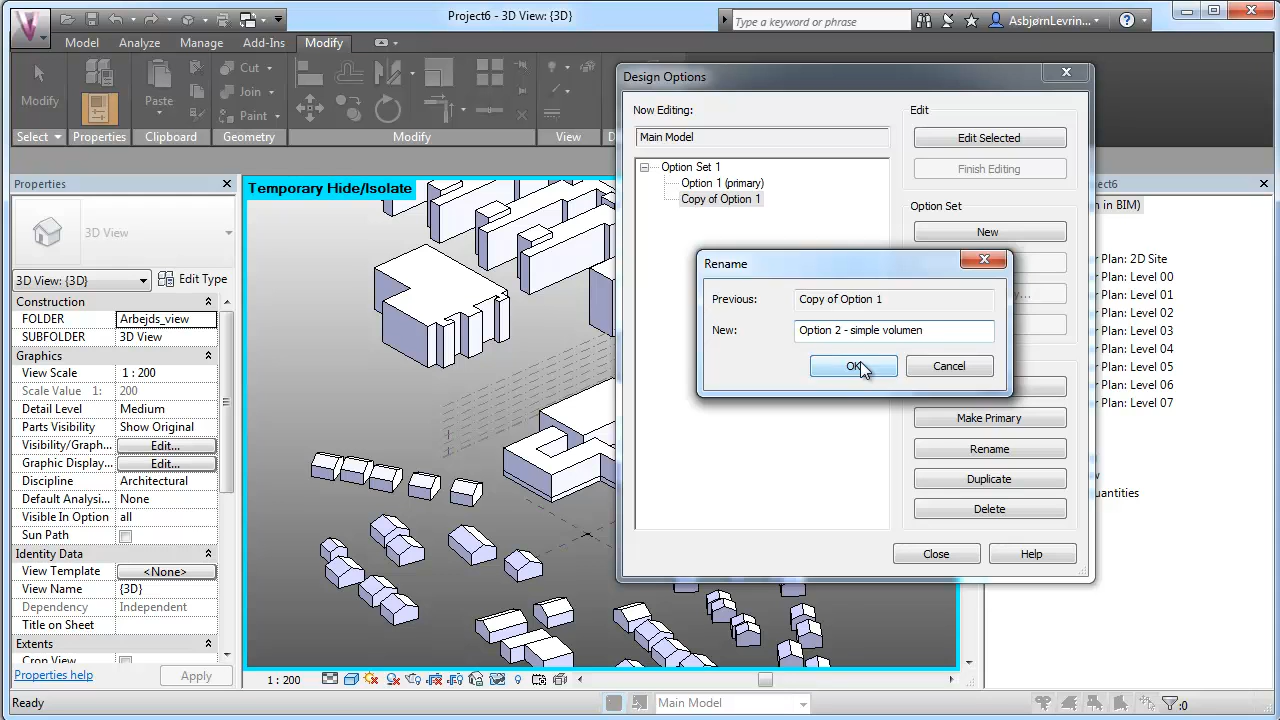 Project6 - 3D View: {3D}
Type a keyword or phrase
AsbjørnLevrin...
Model
Analyze
Manage
Add-Ins
Modify
Modify
Paste
Cut
Join
Paint
Select
Properties
Clipboard
Geometry
Modify
View
Properties
3D View
3D View: {3D}
Edit Type
Construction
FOLDER
Arbejds_view
SUBFOLDER
3D View
Graphics
View Scale
1 : 200
Scale Value 1:
200
Detail Level
Medium
Parts Visibility
Show Original
Visibility/Graph...
Edit...
Graphic Display...
Edit...
Discipline
Architectural
Default Analysi...
None
Visible In Option
all
Sun Path
Identity Data
View Template
<None>
View Name
{3D}
Dependency
Independent
Title on Sheet
Extents
Crop View
Properties help
Apply
Temporary Hide/Isolate
Design Options
Now Editing:
Main Model
Option Set 1
Option 1 (primary)
Copy of Option 1
Edit
Edit Selected
Finish Editing
Option Set
New
Make Primary
Rename
Duplicate
Delete
Close
Help
Rename
Previous:
Copy of Option 1
New:
Option 2 - simple volumen
OK
Cancel
ject6
n in BIM)
r Plan: 2D Site
r Plan: Level 00
r Plan: Level 01
r Plan: Level 02
r Plan: Level 03
r Plan: Level 04
r Plan: Level 05
r Plan: Level 06
r Plan: Level 07
uantities
1 : 200
Ready
Main Model
:0